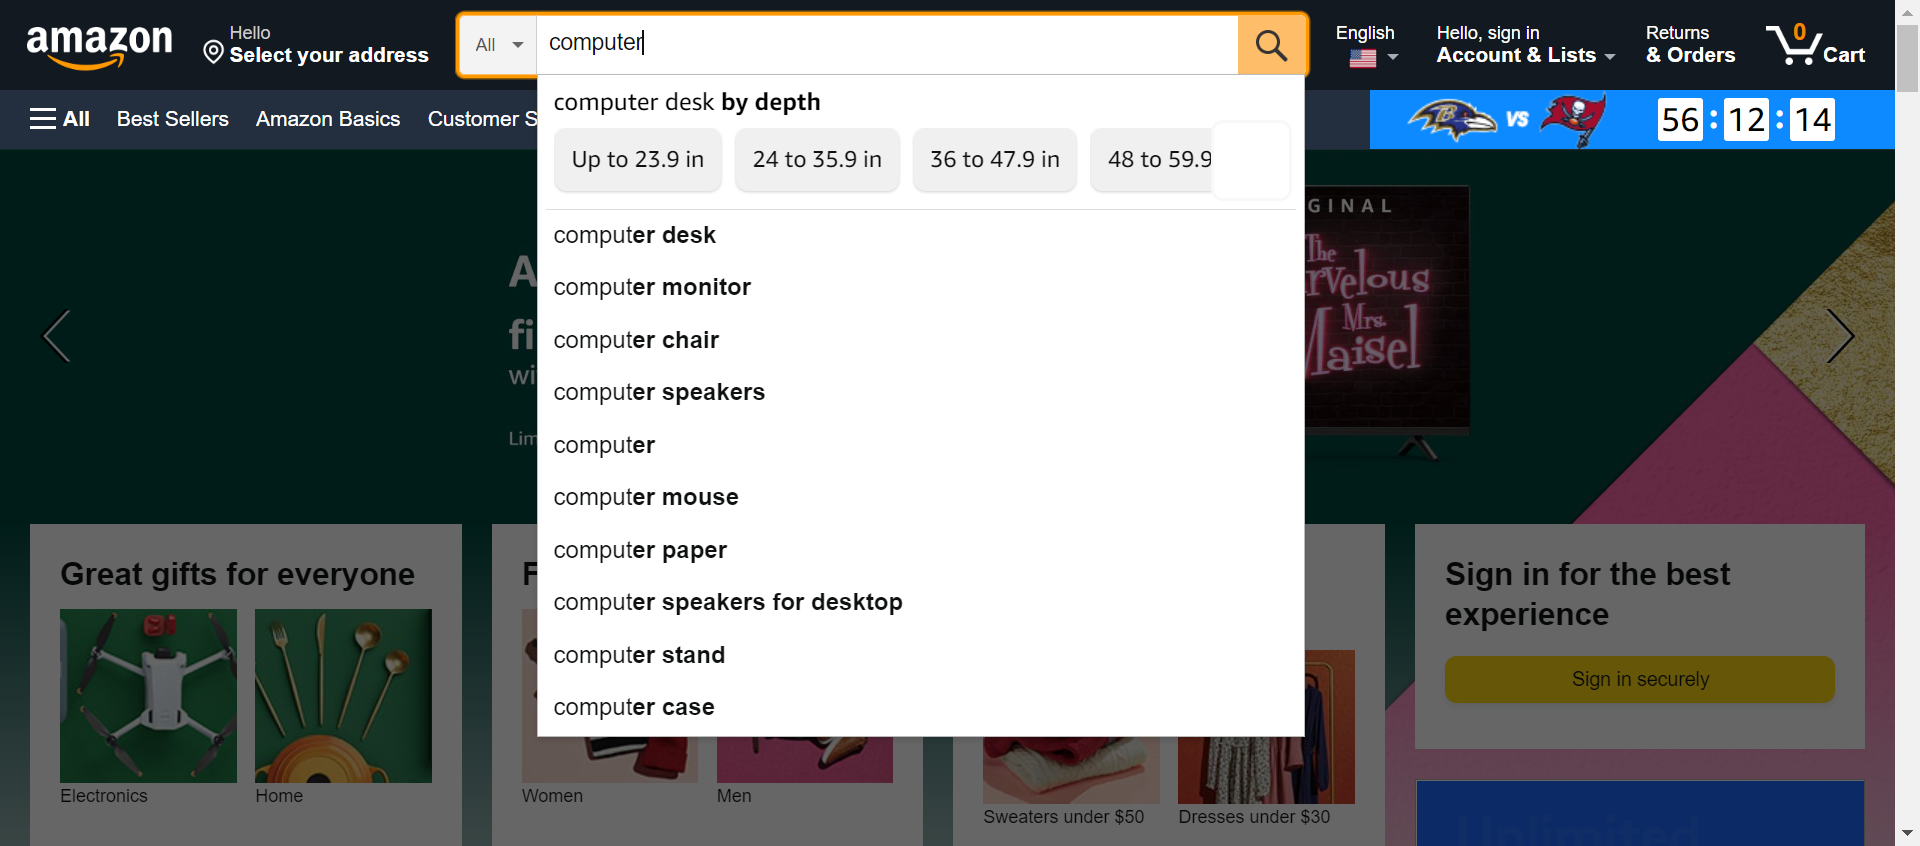 amazon
Hello
Select your address
All
computer
English
Hello, sign in
Account & Lists
Returns
& Orders
0
Cart
All
Best Sellers
Amazon Basics
Customer S
VS
56 : 12 : 14
computer desk by depth
Up to 23.9 in
24 to 35.9 in
36 to 47.9 in
48 to 59.9
computer desk
computer monitor
computer chair
computer speakers
computer
computer mouse
computer paper
computer speakers for desktop
computer stand
computer case
A
fi
wi
Lim
GINAL
The
rvelous
Mrs.
Maisel
Great gifts for everyone
Electronics
Home
F
Women
Men
Sweaters under $50
Dresses under $30
Sign in for the best
experience
Sign in securely
Unlimited